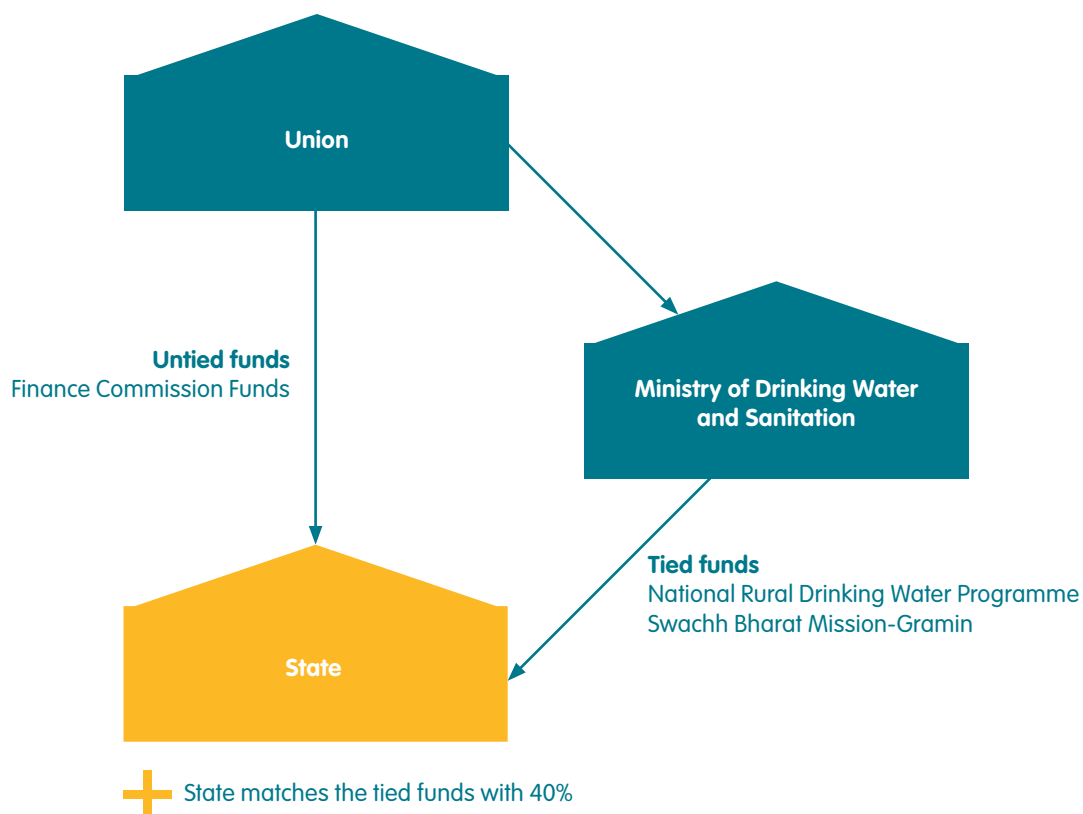 Union
Untied funds
Finance Commission Funds
Ministry of Drinking Water
and Sanitation
Tied funds
National Rural Drinking Water Programme
Swachh Bharat Mission-Gramin
State
State matches the tied funds with 40%